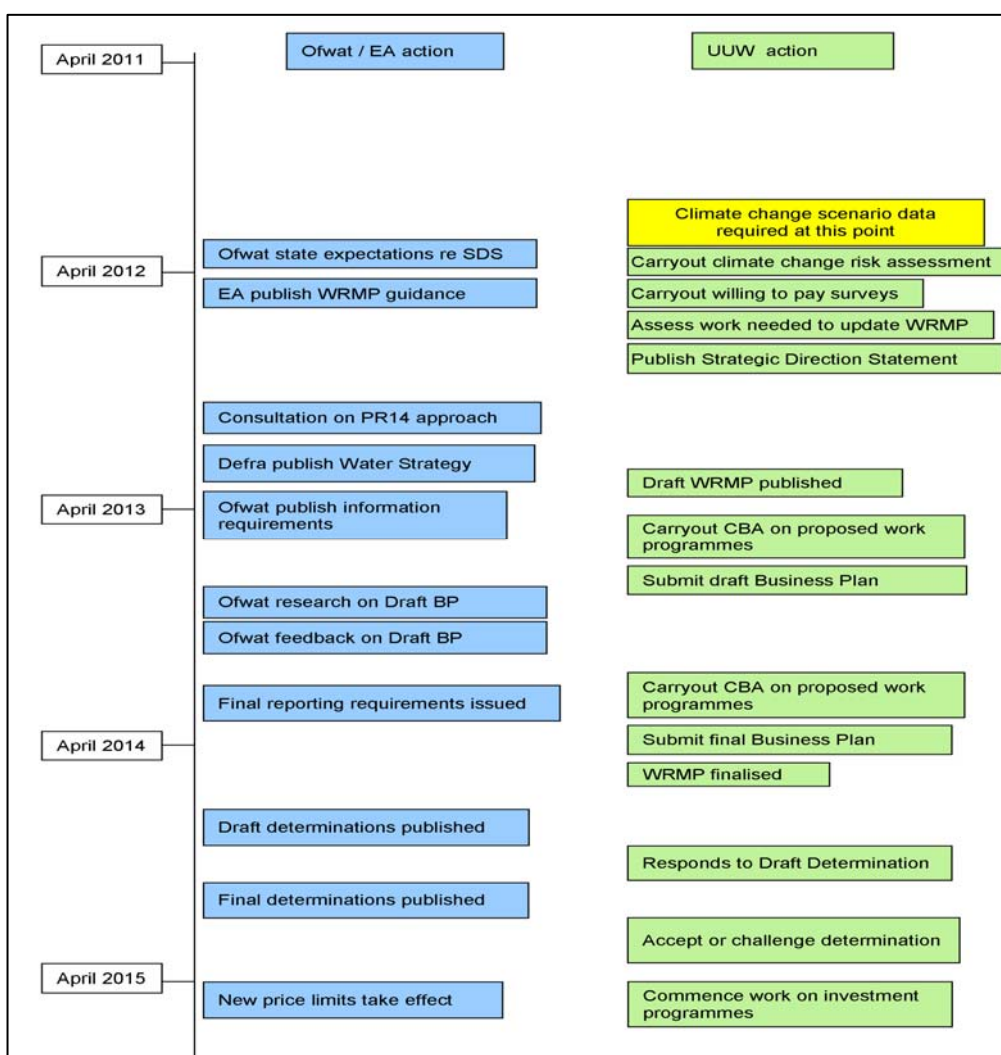 April 2011
Ofwat / EA action
UUW action
Climate change scenario data
required at this point
Ofwat state expectations re SDS
Carryout climate change risk assessment
April 2012
EA publish WRMP guidance
Carryout willing to pay surveys
Assess work needed to update WRMP
Publish Strategic Direction Statement
Consultation on PR14 approach
Defra publish Water Strategy
Draft WRMP published
April 2013
Ofwat publish information
requirements
Carryout CBA on proposed work
programmes
Submit draft Business Plan
Ofwat research on Draft BP
Ofwat feedback on Draft BP
Final reporting requirements issued
Carryout CBA on proposed work
programmes
April 2014
Submit final Business Plan
WRMP finalised
Draft determinations published
Responds to Draft Determination
Final determinations published
Accept or challenge determination
April 2015
New price limits take effect
Commence work on investment
programmes